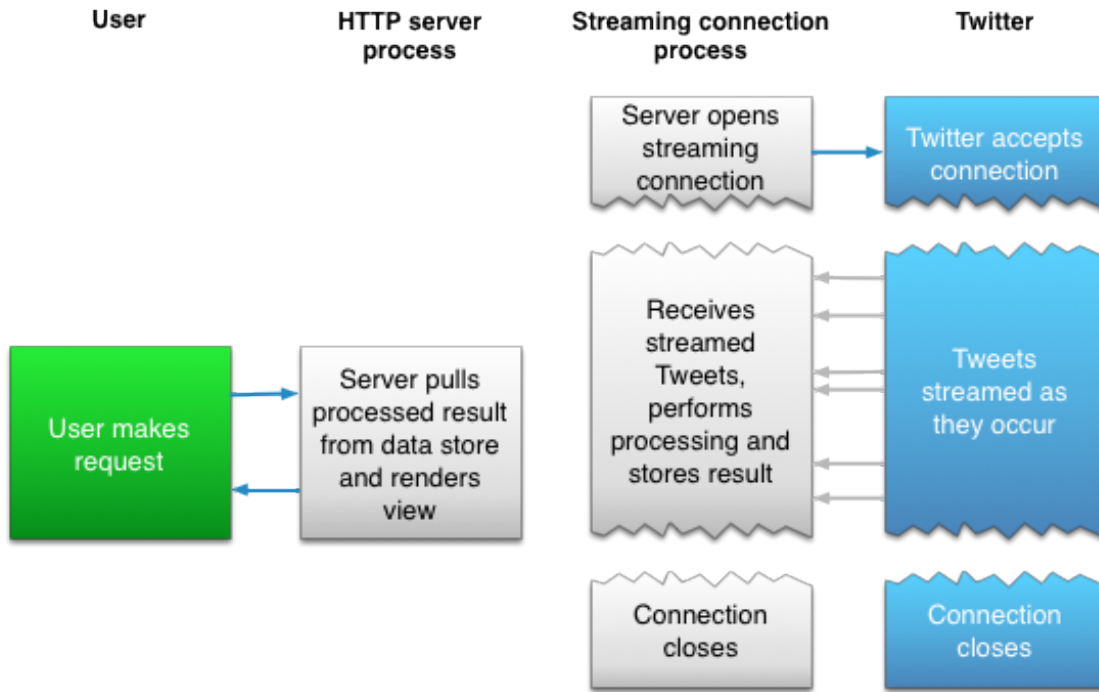 User
HTTP server
process
Streaming connection
process
Twitter
Server opens
streaming
connection
Twitter accepts
connection
User makes
request
Server pulls
processed result
from data store
and renders
view
Receives
streamed
Tweets,
performs
processing and
stores result
Tweets
streamed as
they occur
Connection
closes
Connection
closes